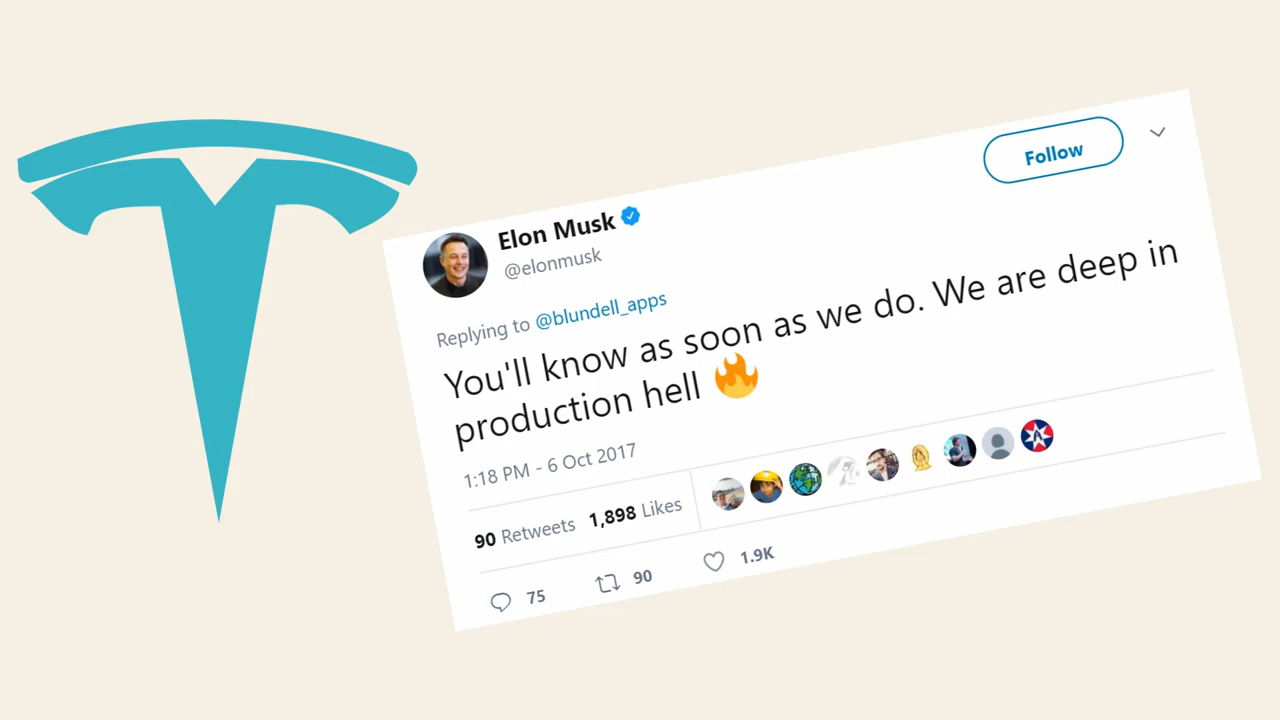 Follow
Elon Musk
@elonmusk
Replying to @blundell_apps
You'll know as soon as we do. We are deep in
production hell 🔥
1:18 PM - 6 Oct 2017
90 Retweets 1,898 Likes
75 90 1.9K